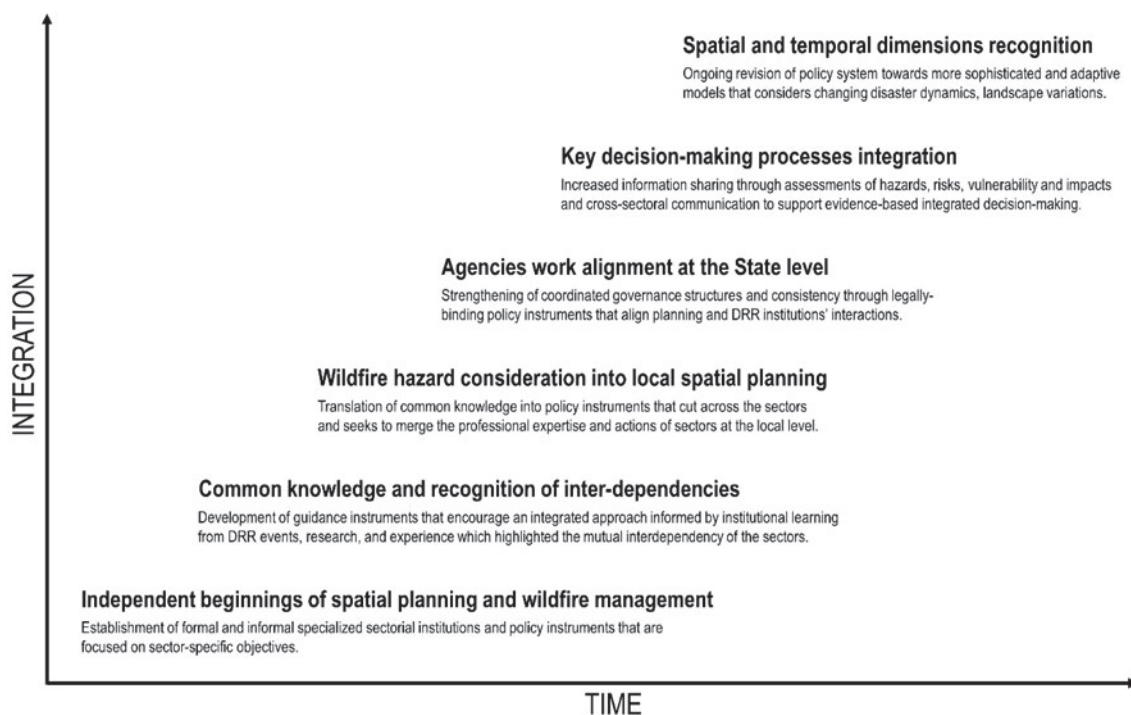 Spatial and temporal dimensions recognition
Ongoing revision of policy system towards more sophisticated and adaptive
models that considers changing disaster dynamics, landscape variations.
Key decision-making processes integration
Increased information sharing through assessments of hazards, risks, vulnerability and impacts
and cross-sectoral communication to support evidence-based integrated decision-making.
Agencies work alignment at the State level
Strengthening of coordinated governance structures and consistency through legally-
binding policy instruments that align planning and DRR institutions' interactions.
Wildfire hazard consideration into local spatial planning
Translation of common knowledge into policy instruments that cut across the sectors
and seeks to merge the professional expertise and actions of sectors at the local level.
Common knowledge and recognition of inter-dependencies
Development of guidance instruments that encourage an integrated approach informed by institutional learning
from DRR events, research, and experience which highlighted the mutual interdependency of the sectors.
Independent beginnings of spatial planning and wildfire management
Establishment of formal and informal specialized sectorial institutions and policy instruments that are
focused on sector-specific objectives.
INTEGRATION
TIME